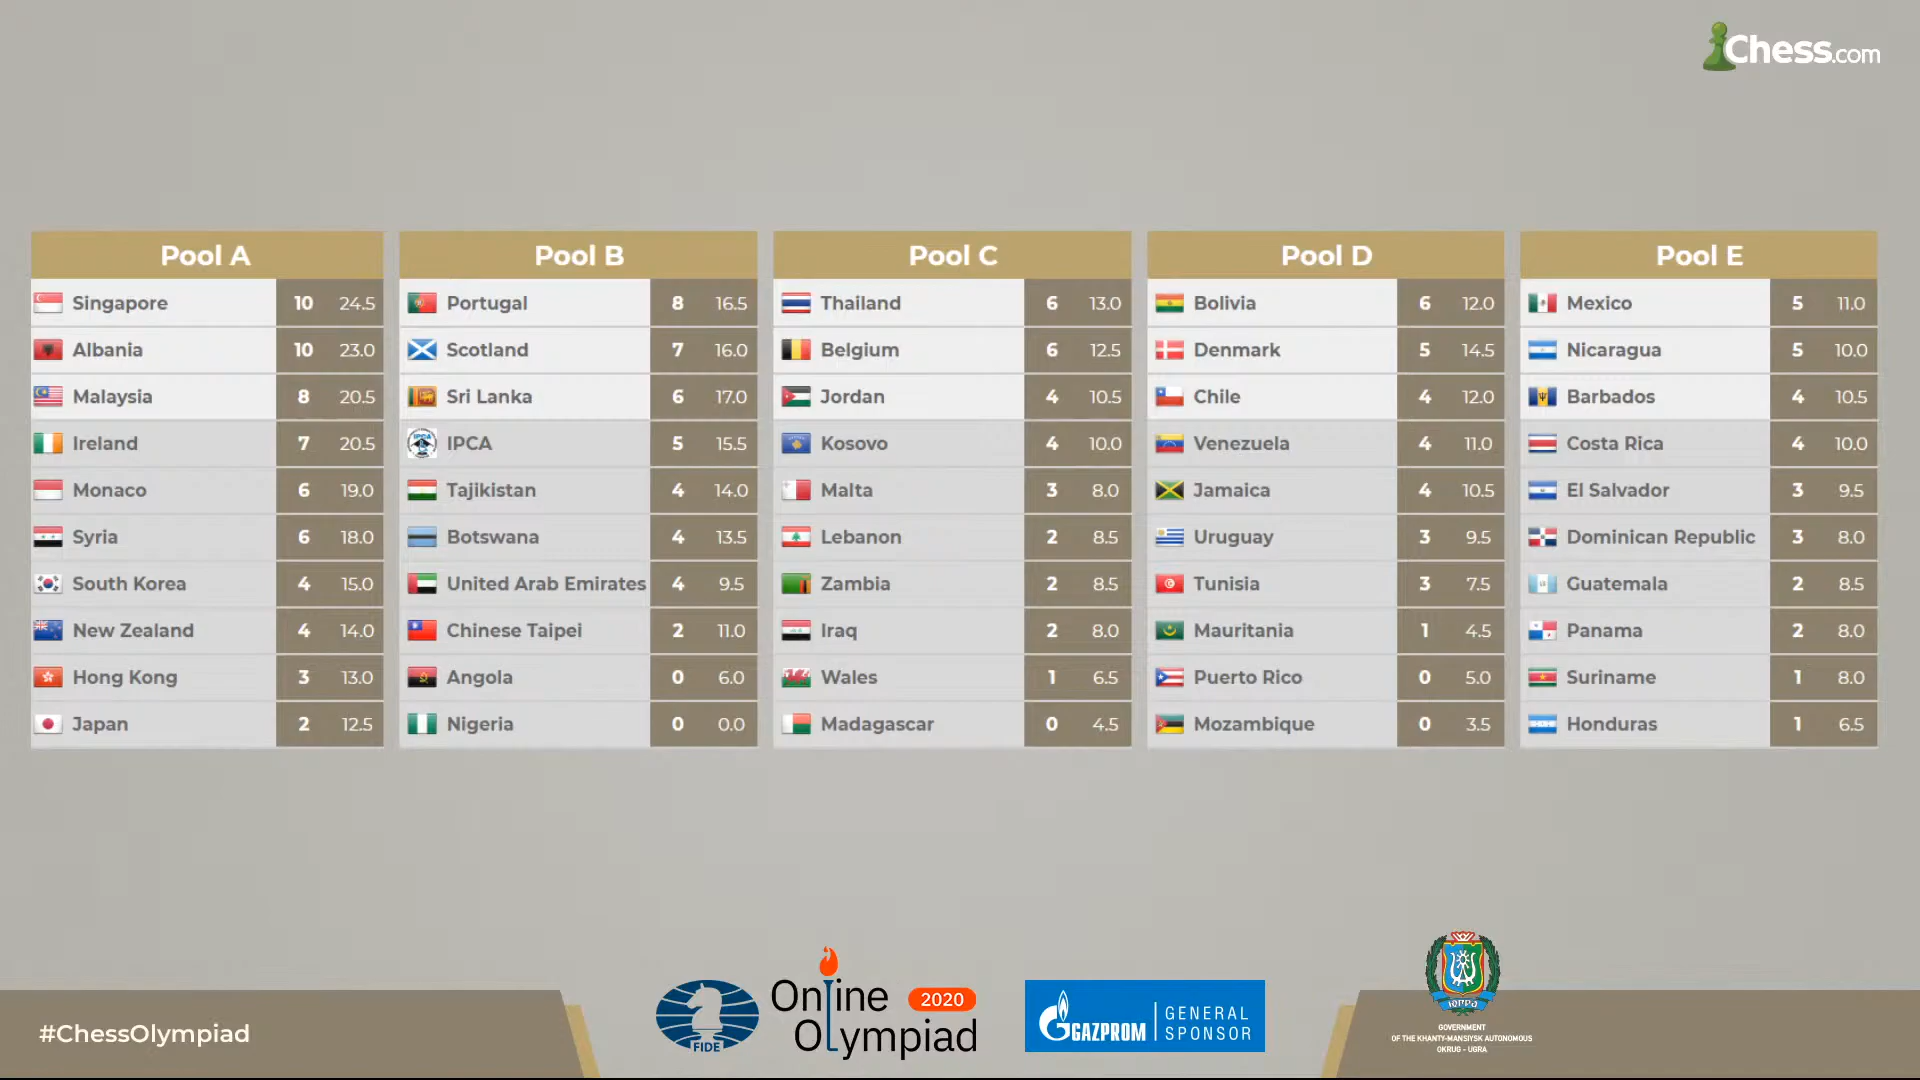 Chess.com
Pool A
Singapore 10 24.5
Albania 10 23.0
Malaysia 8 20.5
Ireland 7 20.5
Monaco 6 19.0
Syria 6 18.0
South Korea 4 15.0
New Zealand 4 14.0
Hong Kong 3 13.0
Japan 2 12.5
Pool B
Portugal 8 16.5
Scotland 7 16.0
Sri Lanka 6 17.0
IPCA 5 15.5
Tajikistan 4 14.0
Botswana 4 13.5
United Arab Emirates 4 9.5
Chinese Taipei 2 11.0
Angola 0 6.0
Nigeria 0 0.0
Pool C
Thailand 6 13.0
Belgium 6 12.5
Jordan 4 10.5
Kosovo 4 10.0
Malta 3 8.0
Lebanon 2 8.5
Zambia 2 8.5
Iraq 2 8.0
Wales 1 6.5
Madagascar 0 4.5
Pool D
Bolivia 6 12.0
Denmark 5 14.5
Chile 4 12.0
Venezuela 4 11.0
Jamaica 4 10.5
Uruguay 3 9.5
Tunisia 3 7.5
Mauritania 1 4.5
Puerto Rico 0 5.0
Mozambique 0 3.5
Pool E
Mexico 5 11.0
Nicaragua 5 10.0
Barbados 4 10.5
Costa Rica 4 10.0
El Salvador 3 9.5
Dominican Republic 3 8.0
Guatemala 2 8.5
Panama 2 8.0
Suriname 1 8.0
Honduras 1 6.5
#ChessOlympiad
FIDE
Online 2020
Olympiad
GAZPROM
GENERAL
SPONSOR
ЮГРА
GOVERNMENT
OF THE KHANTY-MANSIYSK AUTONOMOUS
OKRUG - UGRA